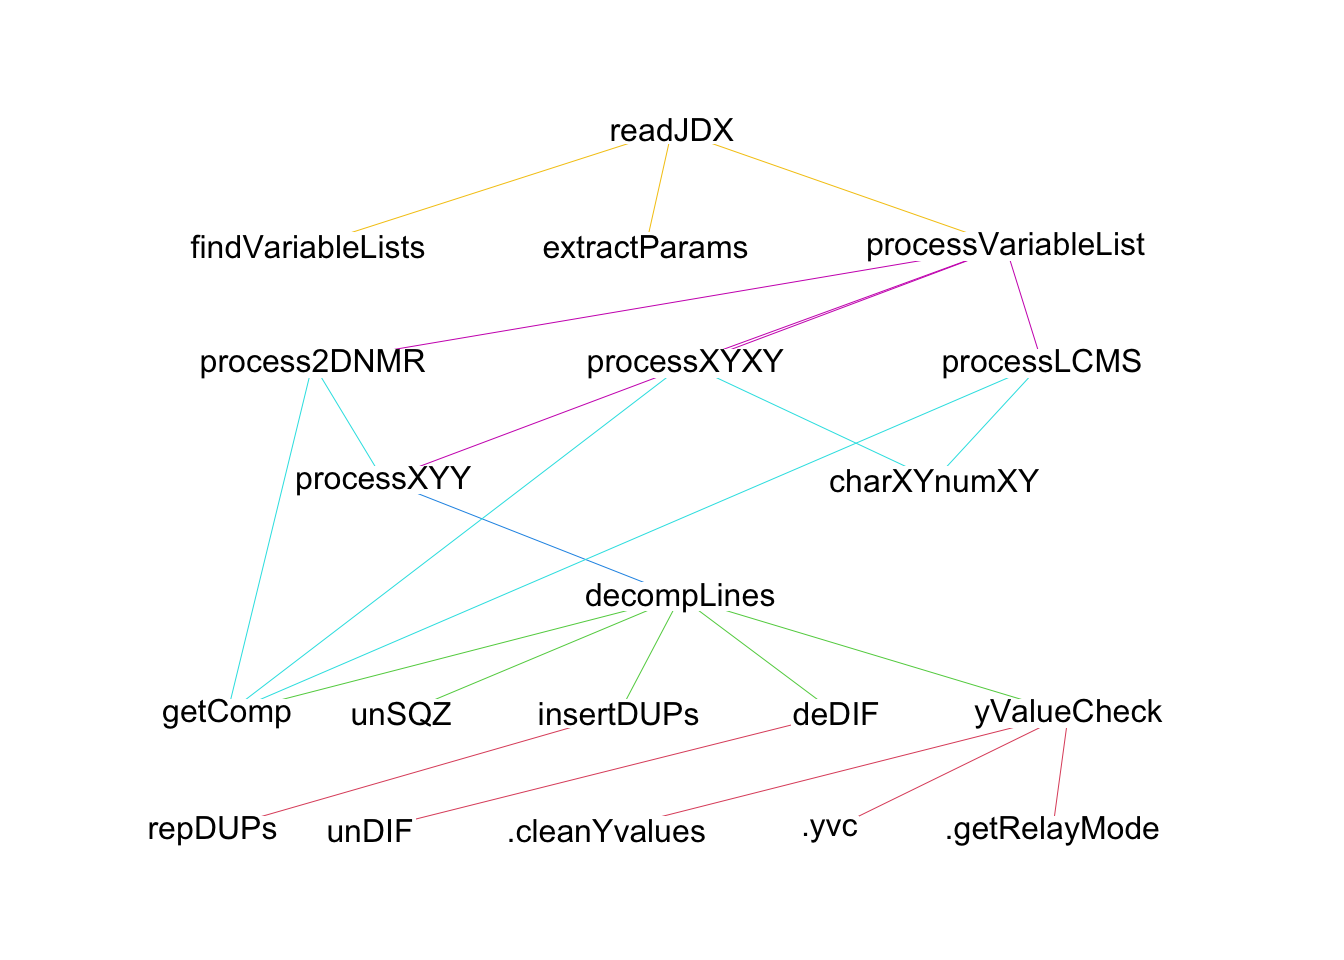 readJDX
findVariableLists
extractParams
processVariableList
process2DNMR
processXYXY
processLCMS
processXYY
charXYnumXY
decompLines
getComp
unSQZ
insertDUPs
deDIF
yValueCheck
repDUPs
unDIF
.cleanYvalues
.yvc
.getRelayMode